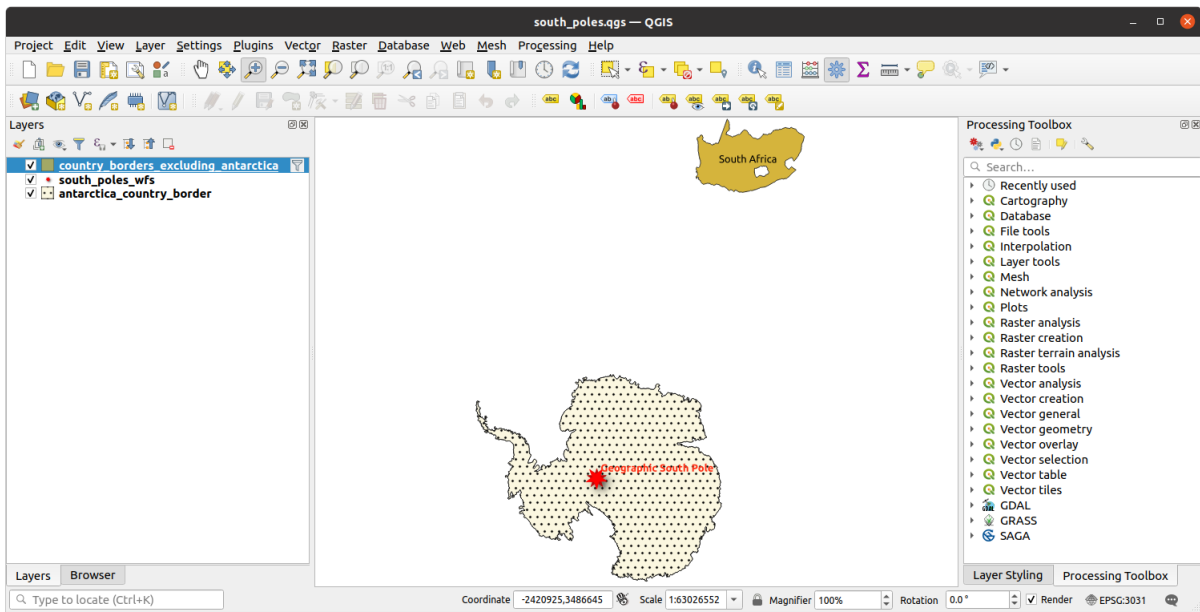 south_poles.qgs — QGIS
Project Edit View Layer Settings Plugins Vector Raster Database Web Mesh Processing Help
Layers
country_borders_excluding_antarctica
south_poles_wfs
antarctica_country_border
Layers Browser
South Africa
Geographic South Pole
Processing Toolbox
Search...
Recently used
Cartography
Database
File tools
Interpolation
Layer tools
Mesh
Network analysis
Plots
Raster analysis
Raster creation
Raster terrain analysis
Raster tools
Vector analysis
Vector creation
Vector general
Vector geometry
Vector overlay
Vector selection
Vector table
Vector tiles
GDAL
GRASS
SAGA
Layer Styling Processing Toolbox
Type to locate (Ctrl+K) Coordinate -2420925,3486645 Scale 1:63026552 Magnifier 100% Rotation 0.0° Render EPSG:3031